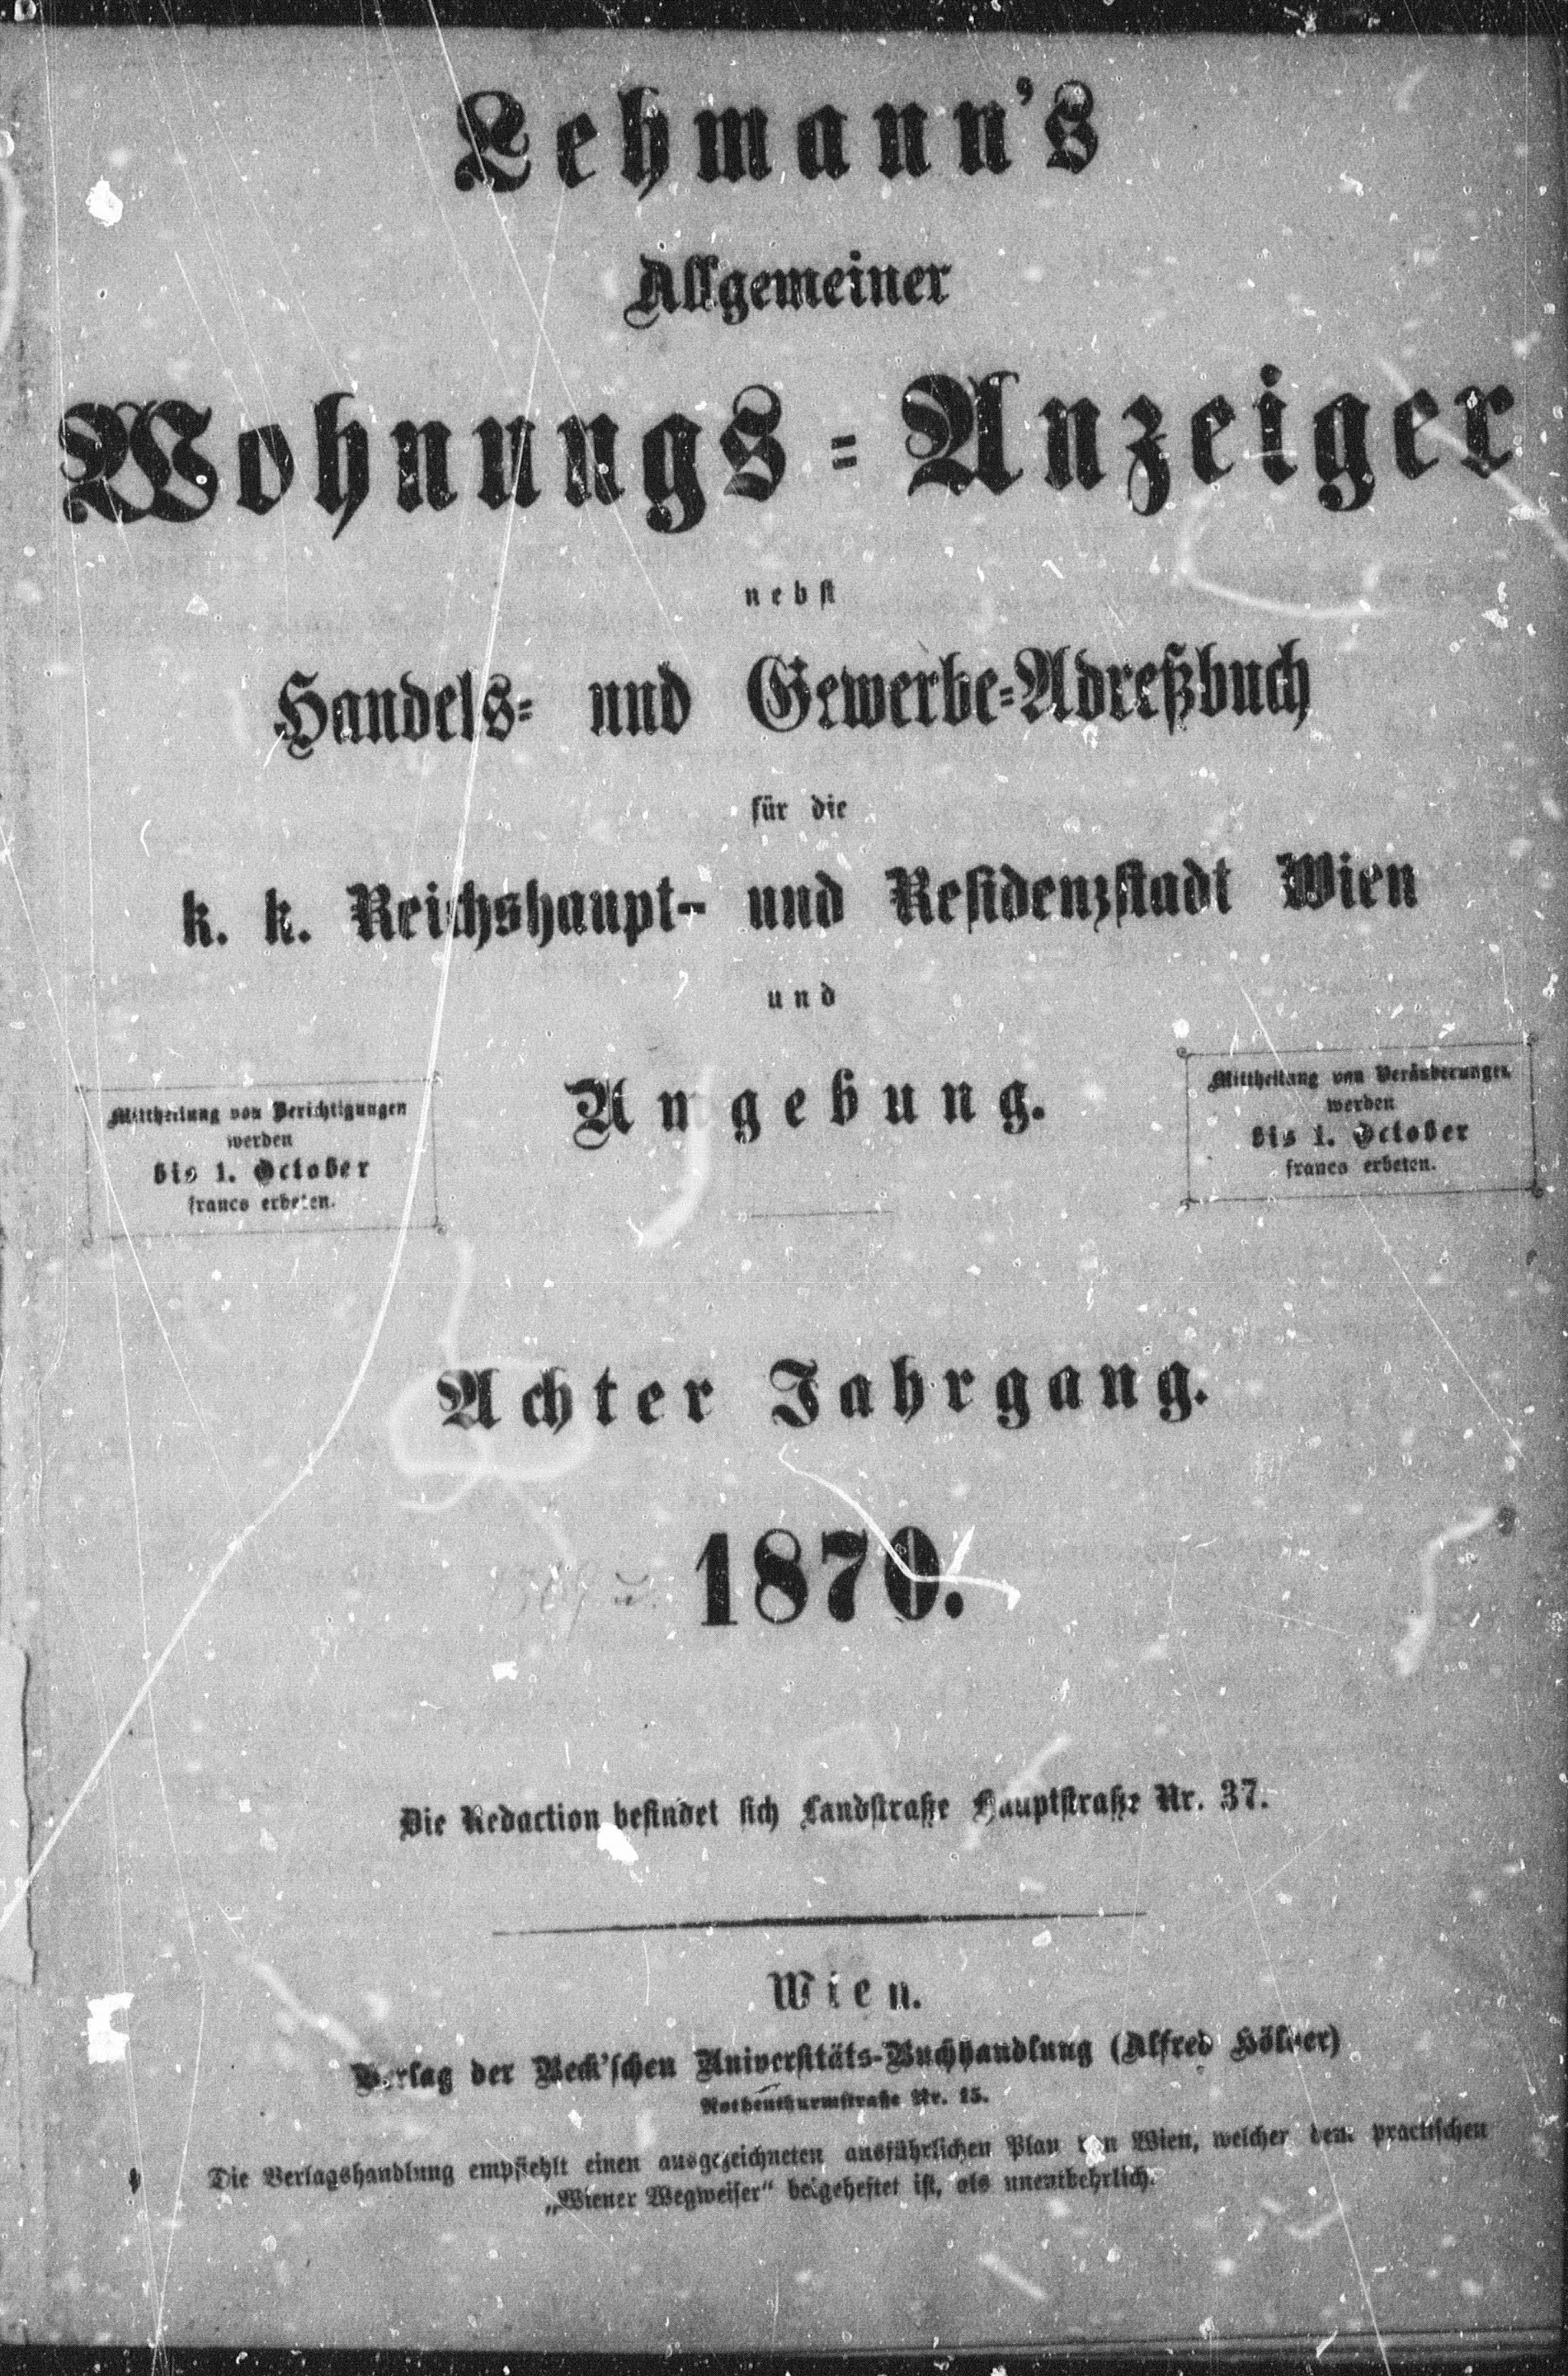 Lehmann's
Allgemeiner
Wohnungs-Anzeiger
nebst
Handels- und Gewerbe-Adreßbuch
für die
k. k. Reichshaupt- und Residenzstadt Wien
und
Umgebung.
Mittheilung von Berichtigungen
werden
bis 1. October
franco erbeten.
Mittheilung von Veränderungen
werden
bis 1. October
franco erbeten.
Achter Jahrgang.
1870.
Die Redaction befindet sich Landstraße Hauptstraße Nr. 37.
Wien.
Verlag der Beck'schen Universitäts-Buchhandlung (Alfred Hölder)
Rothenthurmstraße Nr. 15.
Die Verlagshandlung empfiehlt einen ausgezeichneten ausführlichen Plan von Wien, welcher dem practischen
„Wiener Wegweiser“ beigeheftet ist, als unentbehrlich.